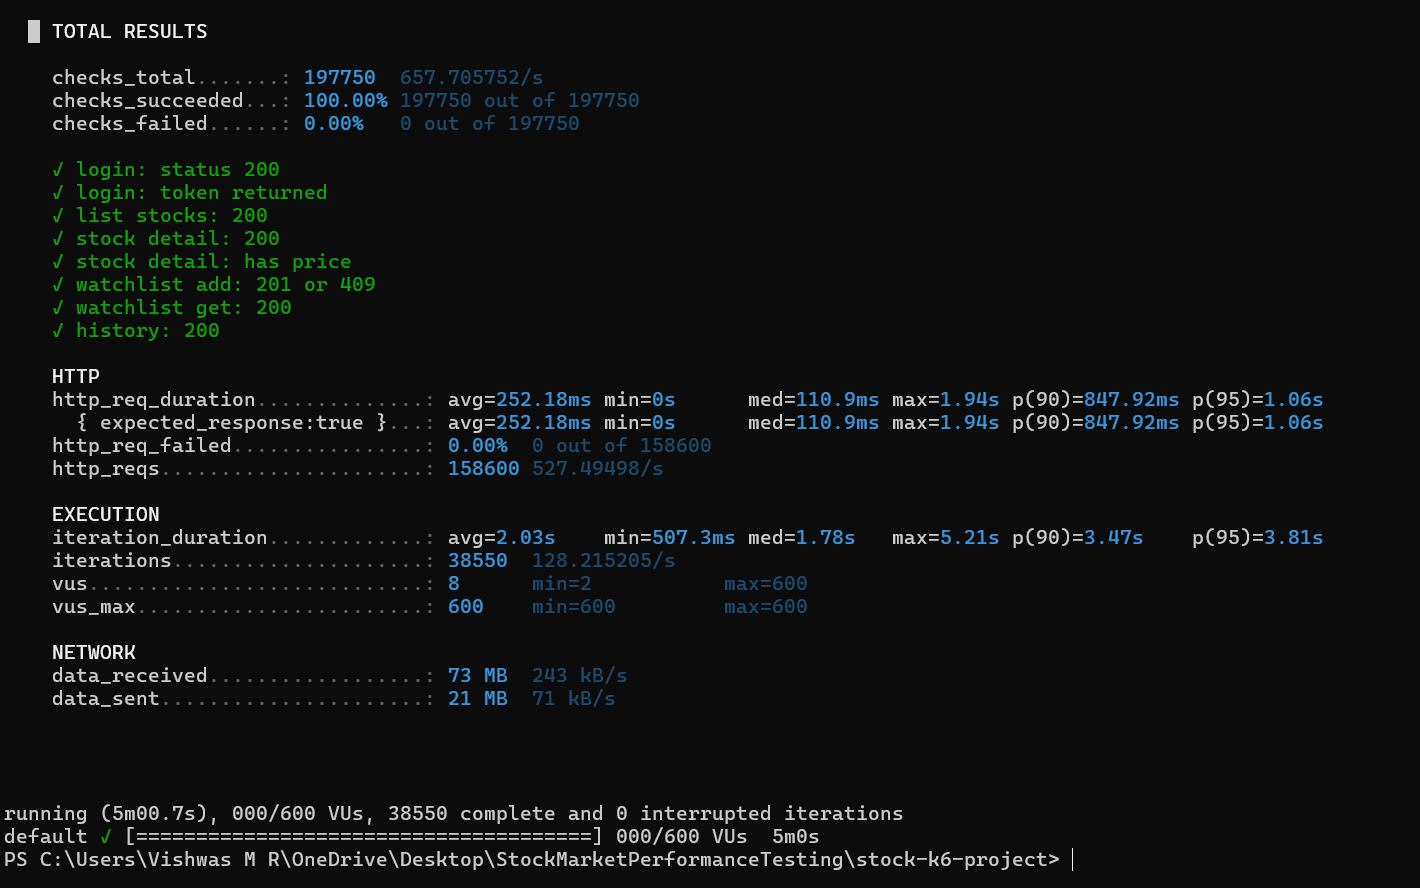 TOTAL RESULTS
checks_total.......: 197750 657.705752/s
checks_succeeded...: 100.00% 197750 out of 197750
checks_failed......: 0.00% 0 out of 197750
✓ login: status 200
✓ login: token returned
✓ list stocks: 200
✓ stock detail: 200
✓ stock detail: has price
✓ watchlist add: 201 or 409
✓ watchlist get: 200
✓ history: 200
HTTP
http_req_duration..............: avg=252.18ms min=0s med=110.9ms max=1.94s p(90)=847.92ms p(95)=1.06s
{ expected_response:true }...: avg=252.18ms min=0s med=110.9ms max=1.94s p(90)=847.92ms p(95)=1.06s
http_req_failed................: 0.00% 0 out of 158600
http_reqs......................: 158600 527.49498/s
EXECUTION
iteration_duration.............: avg=2.03s min=507.3ms med=1.78s max=5.21s p(90)=3.47s p(95)=3.81s
iterations.....................: 38550 128.215205/s
vus............................: 8 min=2 max=600
vus_max........................: 600 min=600 max=600
NETWORK
data_received..................: 73 MB 243 kB/s
data_sent......................: 21 MB 71 kB/s
running (5m00.7s), 000/600 VUs, 38550 complete and 0 interrupted iterations
default ✓ [======================================] 000/600 VUs 5m0s
PS C:\Users\Vishwas M R\OneDrive\Desktop\StockMarketPerformanceTesting\stock-k6-project>